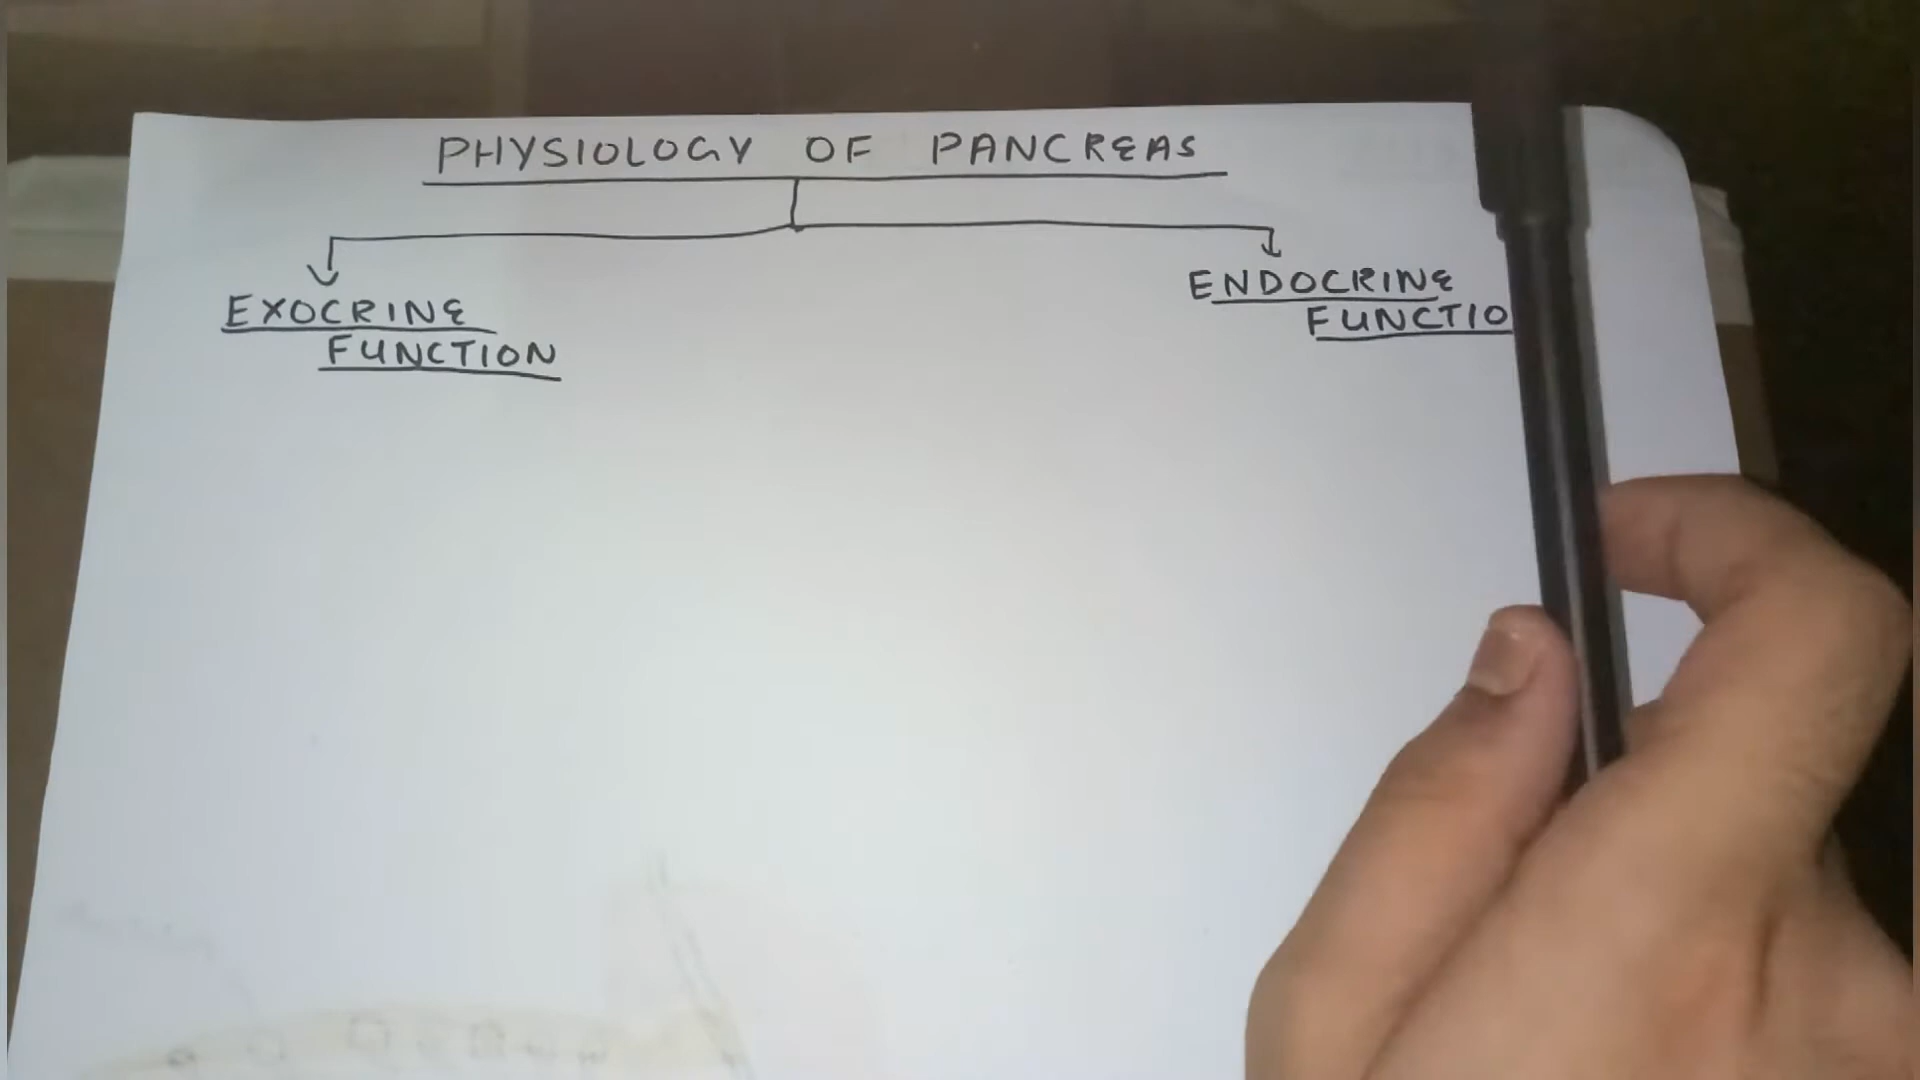 PHYSIOLOGY OF PANCREAS
EXOCRINE
FUNCTION
ENDOCRINE
FUNCTIO